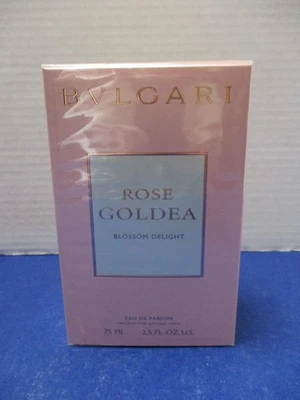 BVLGARI
ROSE
GOLDEA
BLOSSOM DELIGHT
EAU DE PARFUM
75 ML. 2.5 FL.OZ.U.S.